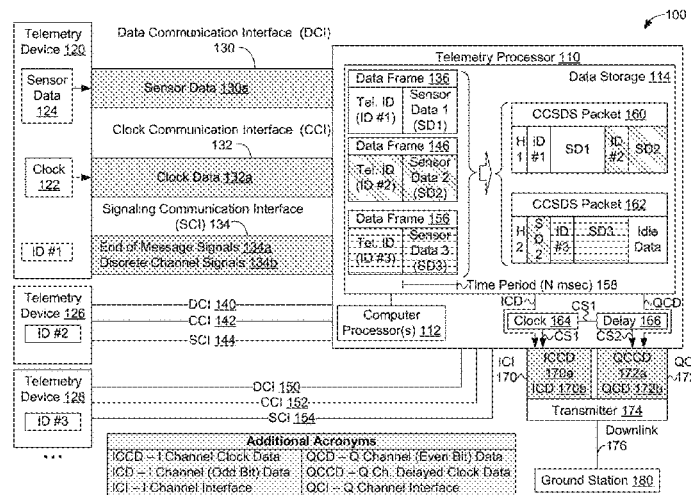 100
Telemetry
Device 120
Sensor
Data
124
Clock
122
ID #1
Data Communication Interface (DCI)
130
Sensor Data 130a
Clock Communication Interface (CCI)
132
Clock Data 132a
Signaling Communication Interface
(SCI) 134
End of Message Signals 134a
Discrete Channel Signals 134b
Telemetry Processor 110
Data Storage 114
Data Frame 136
Tel. ID
(ID #1)
Sensor
Data 1
(SD1)
Data Frame 146
Tel. ID
(ID #2)
Sensor
Data 2
(SD2)
Data Frame 156
Tel. ID
(ID #3)
Sensor
Data 3
(SD3)
CCSDS Packet 160
H
1
ID
#1
SD1
ID
#2
SD2
CCSDS Packet 162
H
2
S
D
2
ID
#3
SD3
Idle
Data
Time Period (N msec) 158
Computer
Processor(s) 112
ICD
CS1
QCD
Clock 164
Delay 166
CS1
CS2
Telemetry
Device 126
ID #2
DCI 140
CCI 142
SCI 144
Telemetry
Device 128
ID #3
DCI 150
CCI 152
SCI 154
ICI
170
ICCD
170a
ICD 170b
QCCD
172a
QCD 172b
QCI
172
Transmitter 174
Downlink
176
Ground Station 180
Additional Acronyms
ICCD – I Channel Clock Data
ICD – I Channel (Odd Bit) Data
ICI – I Channel Interface
QCD – Q Channel (Even Bit) Data
QCCD – Q Ch. Delayed Clock Data
QCI – Q Channel Interface